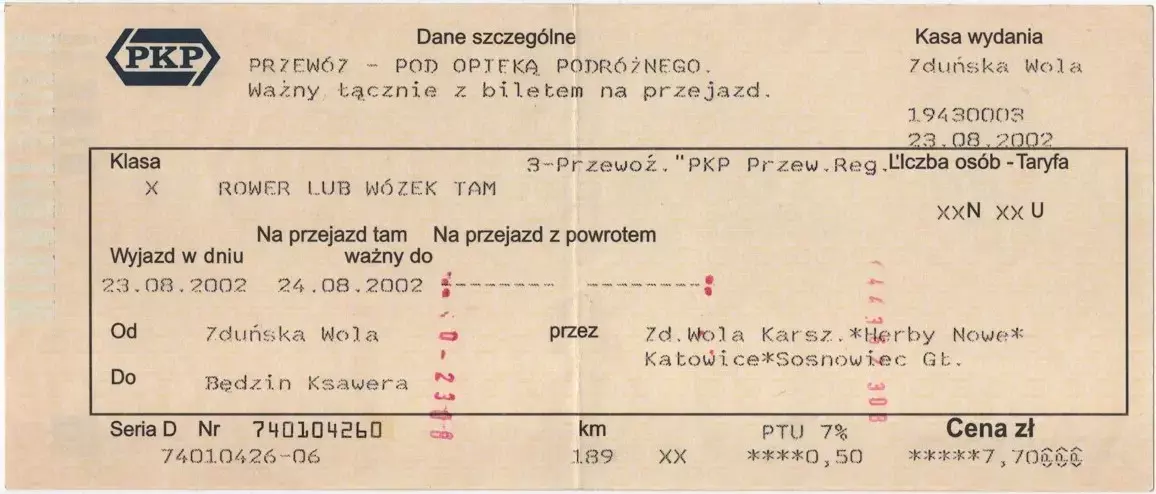 PKP
Dane szczególne
Kasa wydania
PRZEWÓZ - POD OPIEKĄ PODRÓŻNEGO.
Zduńska Wola
Ważny łącznie z biletem na przejazd.
19430003
23.08.2002
Klasa
3-Przewoź."PKP Przew.Reg.
Liczba osób - Taryfa
X ROWER LUB WÓZEK TAM
XXN XX U
Na przejazd tam Na przejazd z powrotem
Wyjazd w dniu ważny do
23.08.2002 24.08.2002 *------- -------*
Od Zduńska Wola przez Zd.Wola Karsz.*Herby Nowe*
Katowice*Sosnowiec Gł.
Do Będzin Ksawera
Seria D Nr 740104260 km PTU 7% Cena zł
74010426-06 189 XX ****0,50 *****7,70